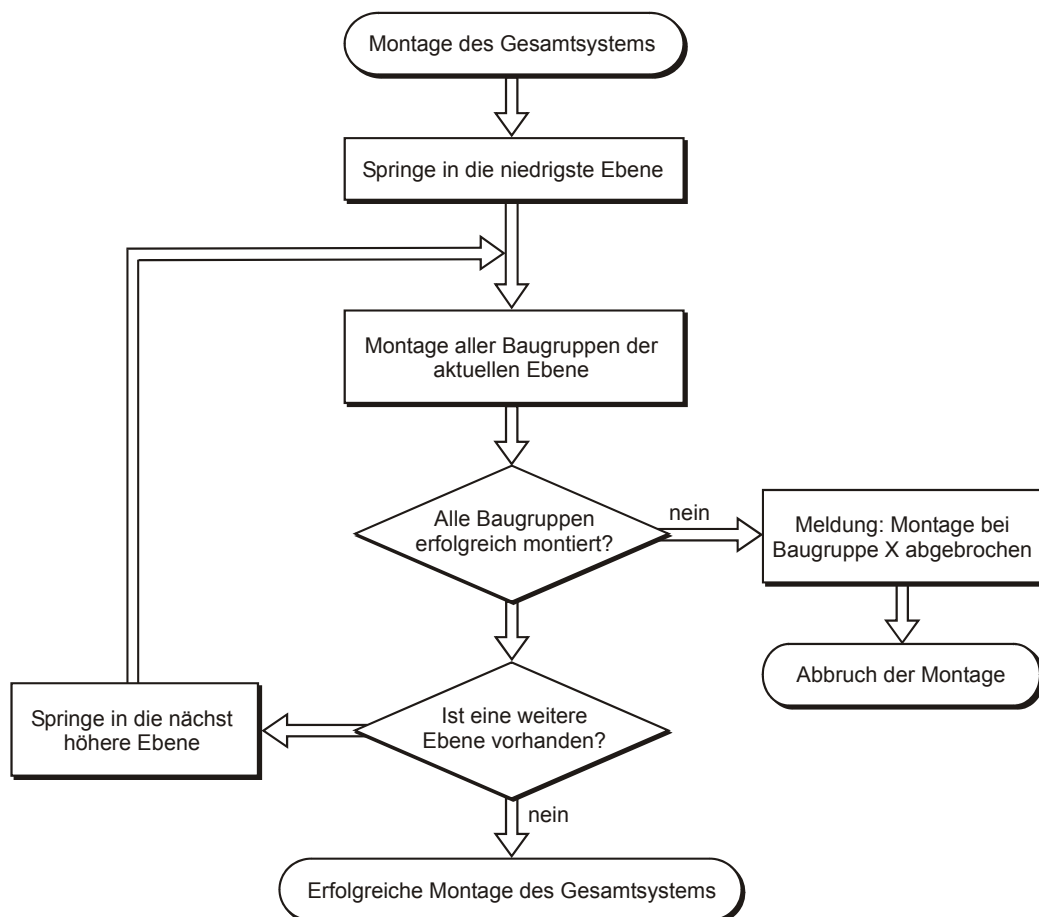 Montage des Gesamtsystems
Springe in die niedrigste Ebene
Montage aller Baugruppen der
aktuellen Ebene
Alle Baugruppen
erfolgreich montiert?
nein
Meldung: Montage bei
Baugruppe X abgebrochen
Abbruch der Montage
Ist eine weitere
Ebene vorhanden?
Springe in die nächst
höhere Ebene
nein
Erfolgreiche Montage des Gesamtsystems